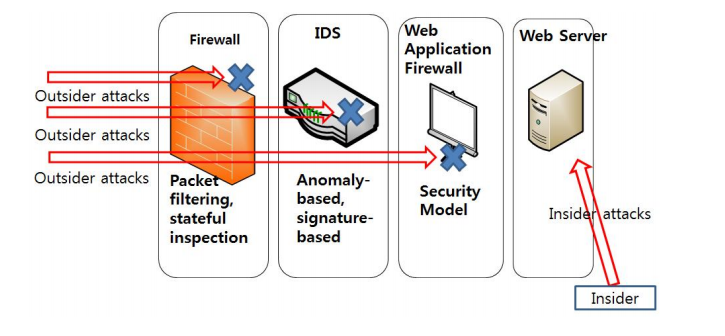 Firewall
IDS
Web
Application
Firewall
Web Server
Outsider attacks
Outsider attacks
Outsider attacks
Packet
filtering,
stateful
inspection
Anomaly-
based,
signature-
based
Security
Model
Insider attacks
Insider